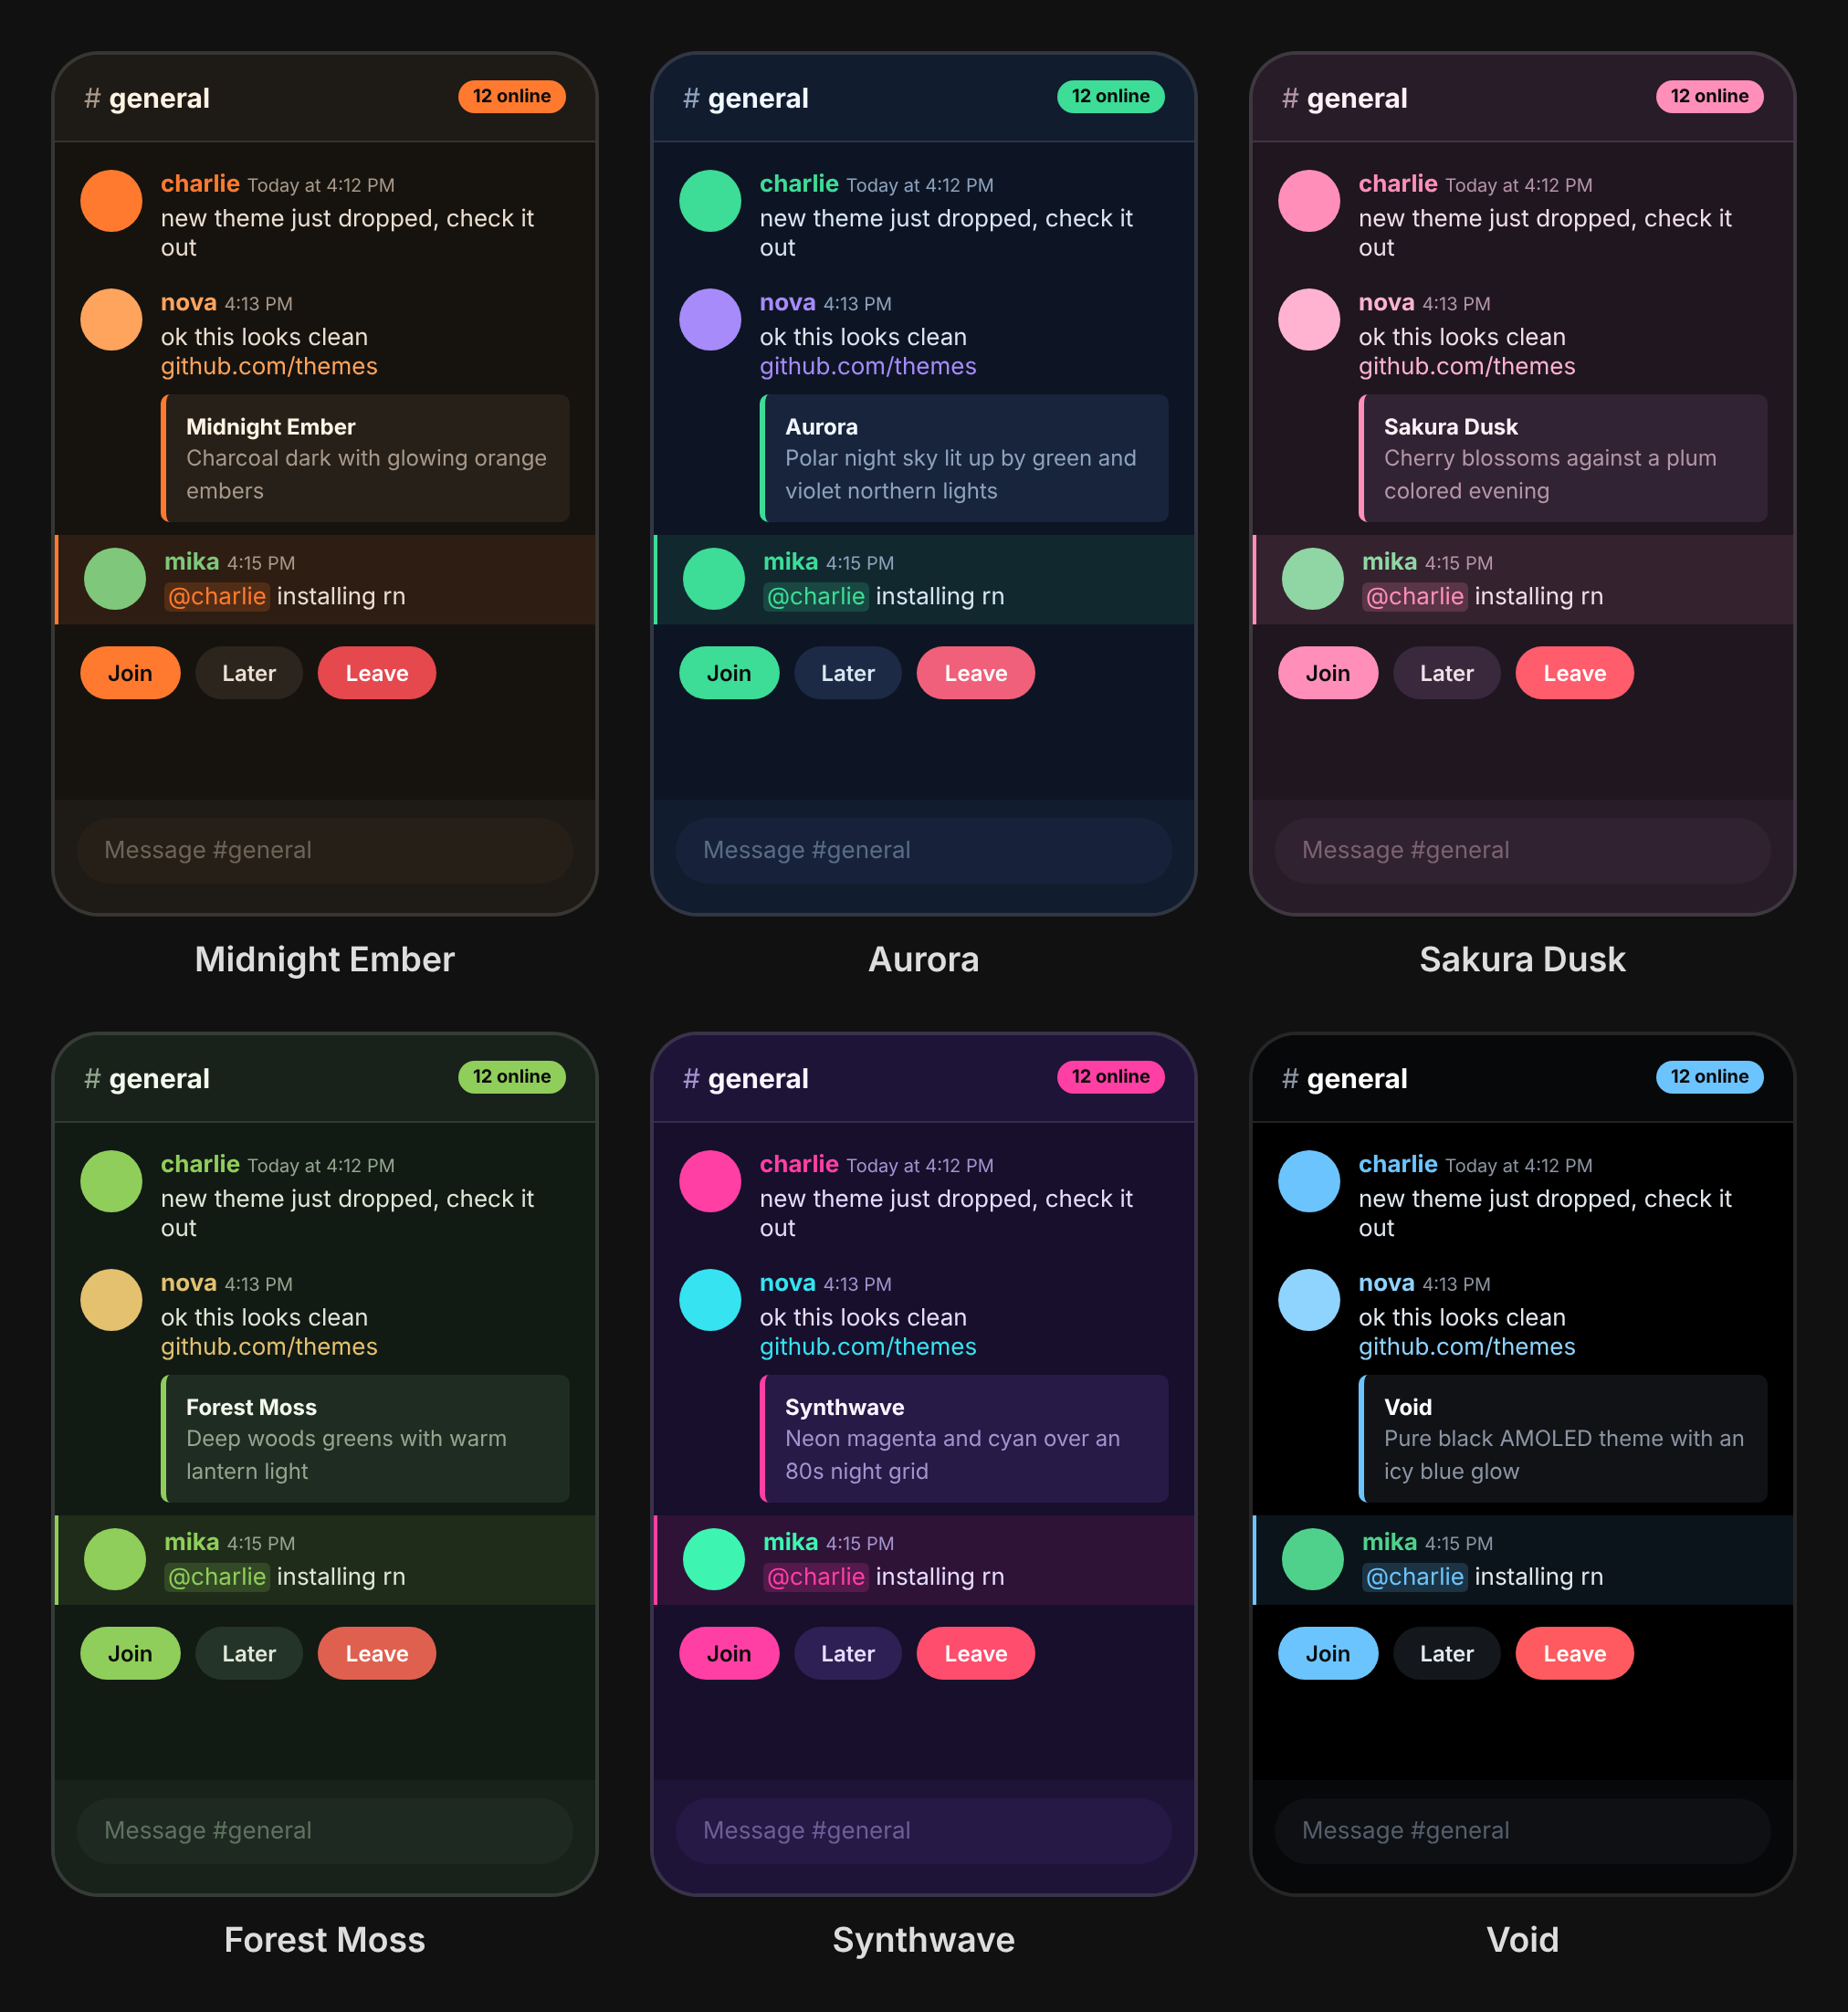 # general
12 online
charlie Today at 4:12 PM
new theme just dropped, check it
out
nova 4:13 PM
ok this looks clean
github.com/themes
Midnight Ember
Charcoal dark with glowing orange
embers
mika 4:15 PM
@charlie installing rn
Join
Later
Leave
Message #general
Midnight Ember
# general
12 online
charlie Today at 4:12 PM
new theme just dropped, check it
out
nova 4:13 PM
ok this looks clean
github.com/themes
Aurora
Polar night sky lit up by green and
violet northern lights
mika 4:15 PM
@charlie installing rn
Join
Later
Leave
Message #general
Aurora
# general
12 online
charlie Today at 4:12 PM
new theme just dropped, check it
out
nova 4:13 PM
ok this looks clean
github.com/themes
Sakura Dusk
Cherry blossoms against a plum
colored evening
mika 4:15 PM
@charlie installing rn
Join
Later
Leave
Message #general
Sakura Dusk
# general
12 online
charlie Today at 4:12 PM
new theme just dropped, check it
out
nova 4:13 PM
ok this looks clean
github.com/themes
Forest Moss
Deep woods greens with warm
lantern light
mika 4:15 PM
@charlie installing rn
Join
Later
Leave
Message #general
Forest Moss
# general
12 online
charlie Today at 4:12 PM
new theme just dropped, check it
out
nova 4:13 PM
ok this looks clean
github.com/themes
Synthwave
Neon magenta and cyan over an
80s night grid
mika 4:15 PM
@charlie installing rn
Join
Later
Leave
Message #general
Synthwave
# general
12 online
charlie Today at 4:12 PM
new theme just dropped, check it
out
nova 4:13 PM
ok this looks clean
github.com/themes
Void
Pure black AMOLED theme with an
icy blue glow
mika 4:15 PM
@charlie installing rn
Join
Later
Leave
Message #general
Void